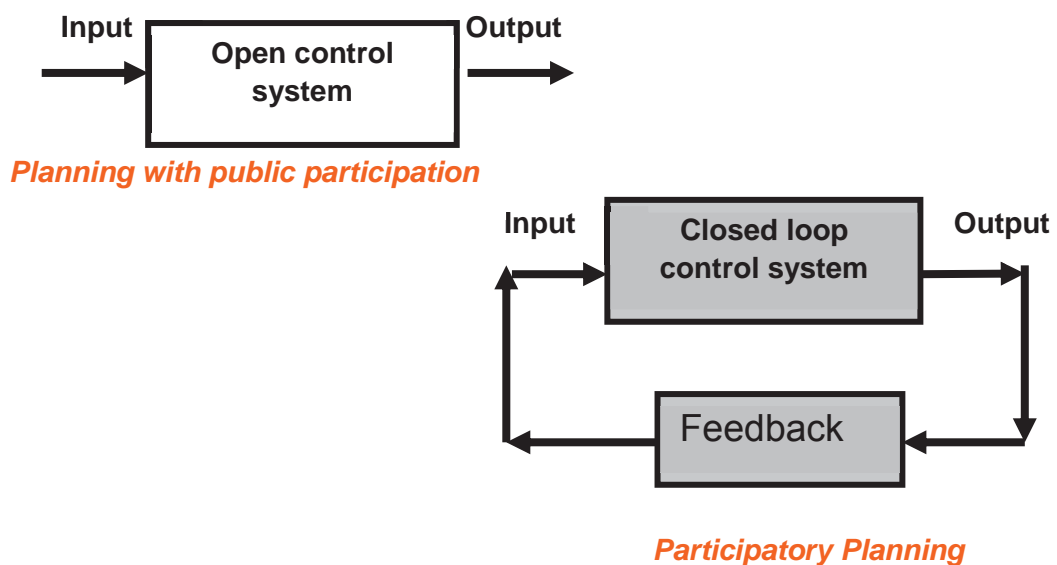 Input
Output
Open control
system
Planning with public participation
Input
Closed loop
control system
Output
Feedback
Participatory Planning